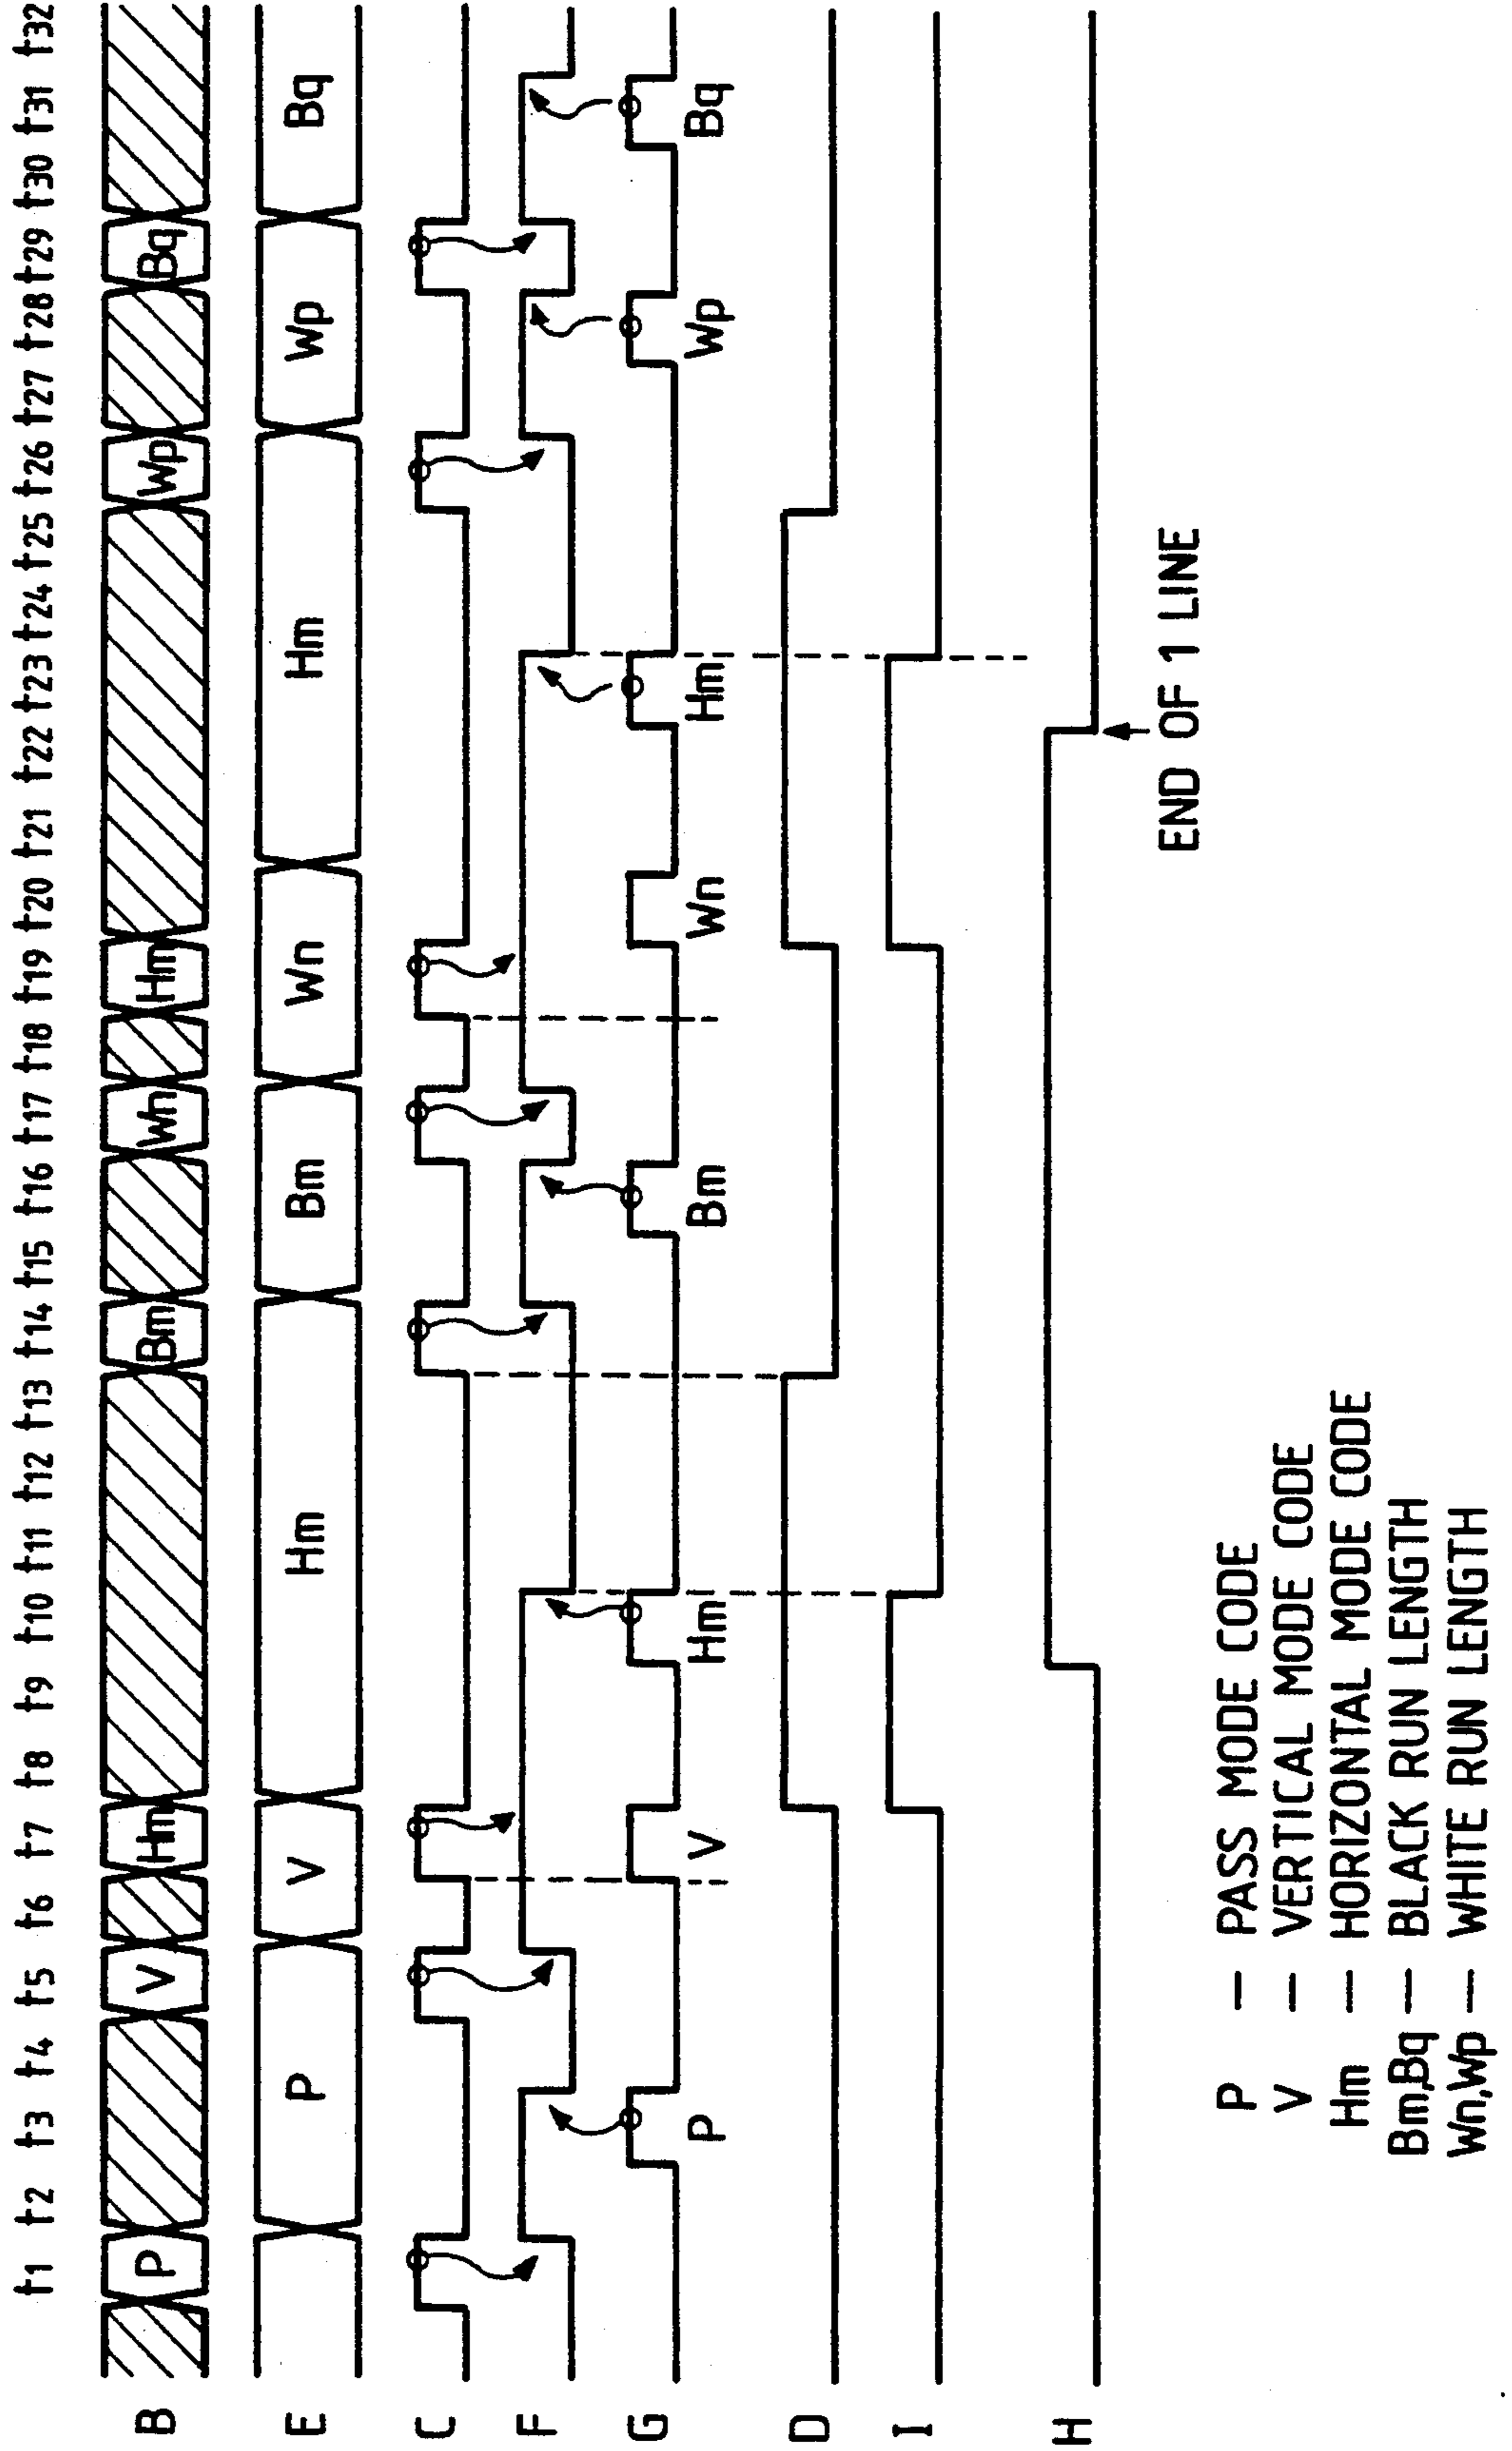 t1 t2 t3 t4 t5 t6 t7 t8 t9 t10 t11 t12 t13 t14 t15 t16 t17 t18 t19 t20 t21 t22 t23 t24 t25 t26 t27 t28 t29 t30 t31 t32
B P V Hm Bm Wn Hm Wp Bq
E P V Hm Bm Wn Hm Wp Bq
C
F
G P V Hm Bm Wn Hm Wp Bq
D
I
H
END OF 1 LINE
P — PASS MODE CODE
V — VERTICAL MODE CODE
Hm — HORIZONTAL MODE CODE
Bm,Bq — BLACK RUN LENGTH
Wn,Wp — WHITE RUN LENGTH